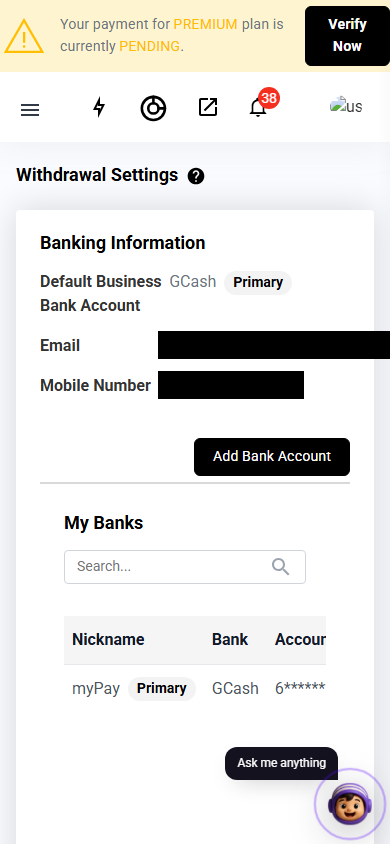 Your payment for PREMIUM plan is
currently PENDING.
Verify
Now
38
us
Withdrawal Settings
Banking Information
Default Business GCash Primary
Bank Account
Email
Mobile Number
Add Bank Account
My Banks
Search...
Nickname Bank Accoun
myPay Primary GCash 6******
Ask me anything